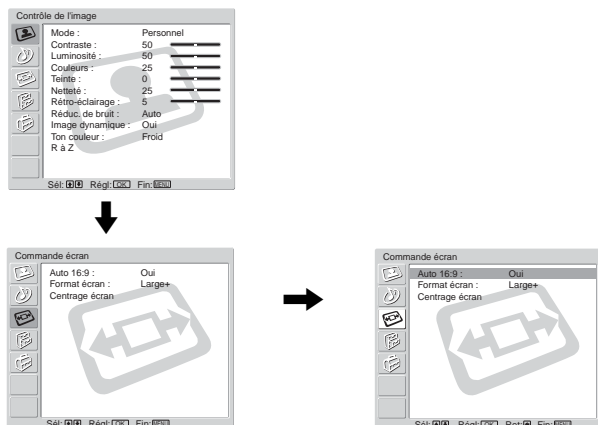 Contrôle de l'image
Mode : Personnel
Contraste : 50
Luminosité : 50
Couleurs : 25
Teinte : 0
Netteté : 25
Rétro-éclairage : 5
Réduc. de bruit : Auto
Image dynamique : Oui
Ton couleur : Froid
R à Z
Sél: Régl: OK Fin: MENU
Commande écran
Auto 16:9 : Oui
Format écran : Large+
Centrage écran
Sél: Régl: OK Fin: MENU
Commande écran
Auto 16:9 : Oui
Format écran : Large+
Centrage écran
Sél: Régl: OK Ret: Fin: MENU